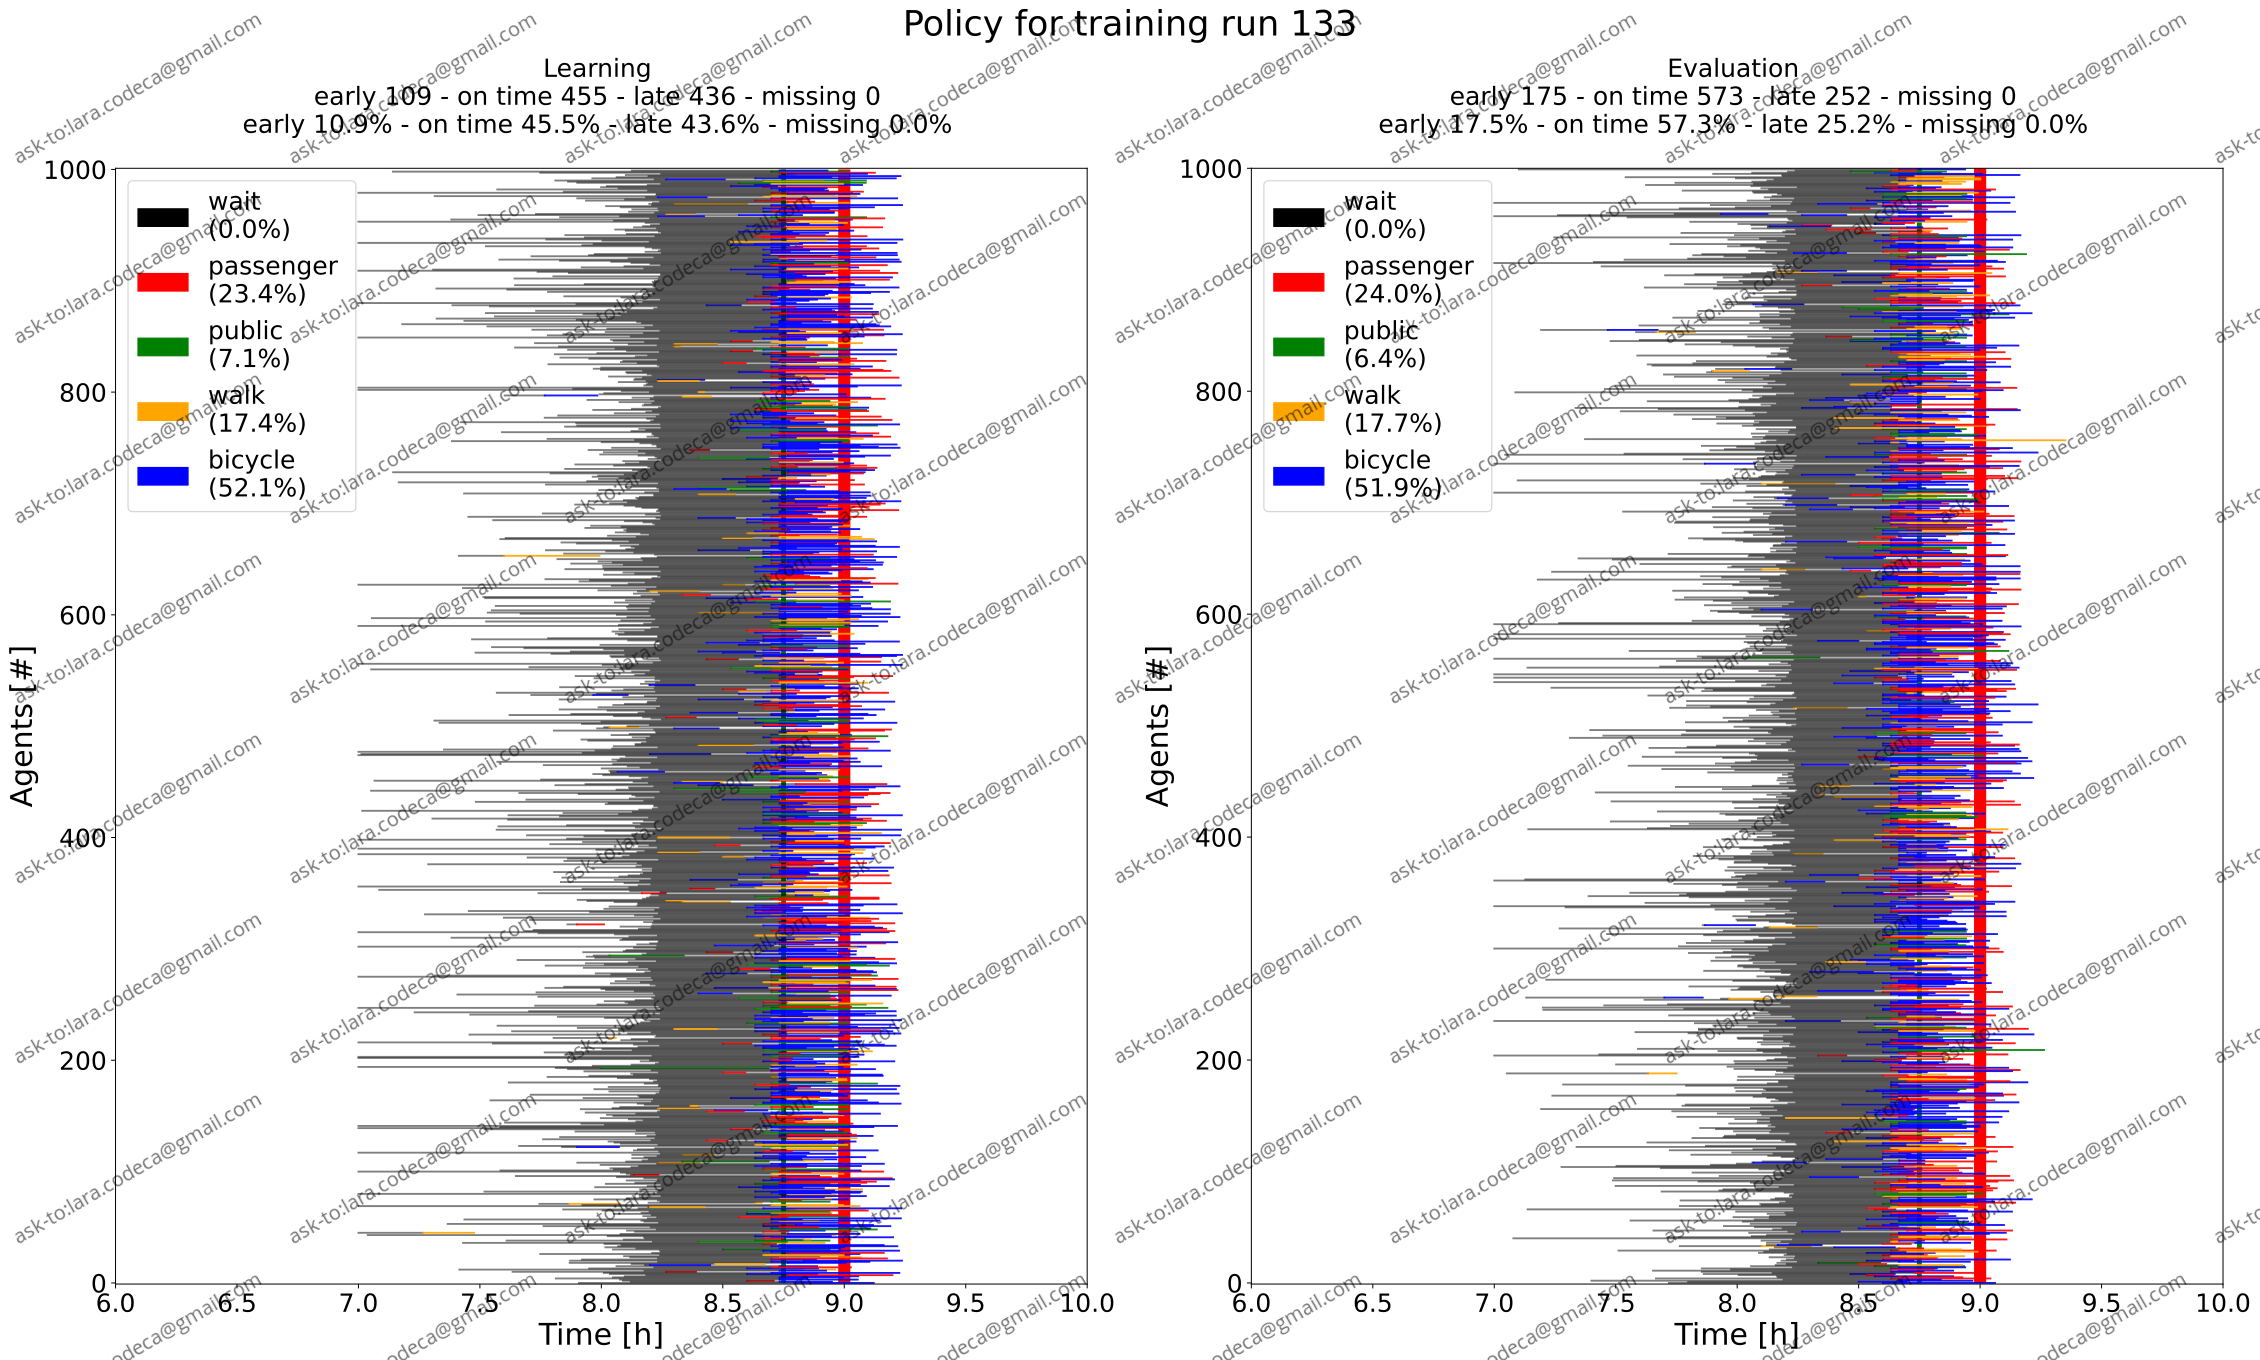 Policy for training run 133
Learning
early 109 - on time 455 - late 436 - missing 0
early 10.9% - on time 45.5% - late 43.6% - missing 0.0%
1000
800
600
400
200
0
Agents [#]
wait
(0.0%)
passenger
(23.4%)
public
(7.1%)
walk
(17.4%)
bicycle
(52.1%)
6.0 6.5 7.0 7.5 8.0 8.5 9.0 9.5 10.0
Time [h]
Evaluation
early 175 - on time 573 - late 252 - missing 0
early 17.5% - on time 57.3% - late 25.2% - missing 0.0%
1000
800
600
400
200
0
Agents [#]
wait
(0.0%)
passenger
(24.0%)
public
(6.4%)
walk
(17.7%)
bicycle
(51.9%)
6.0 6.5 7.0 7.5 8.0 8.5 9.0 9.5 10.0
Time [h]
ask-to:lara.codeca@gmail.com